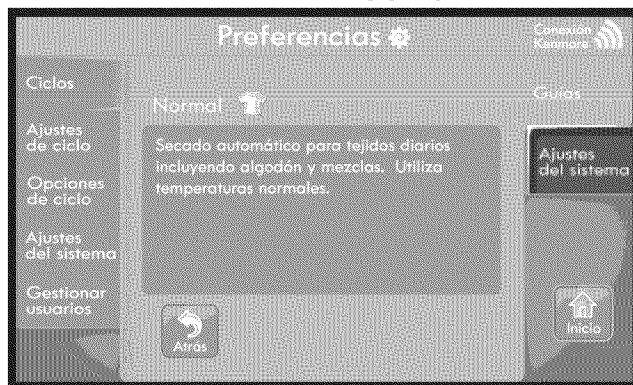 Preferencias
Conexión
Kenmore
Ciclos
Ajustes
de ciclo
Opciones
de ciclo
Ajustes
del sistema
Gestionar
usuarios
Normal
Secado automático para tejidos diarios
incluyendo algodón y mezclas. Utiliza
temperaturas normales.
Atrás
Guías
Ajustes
del sistema
Inicio